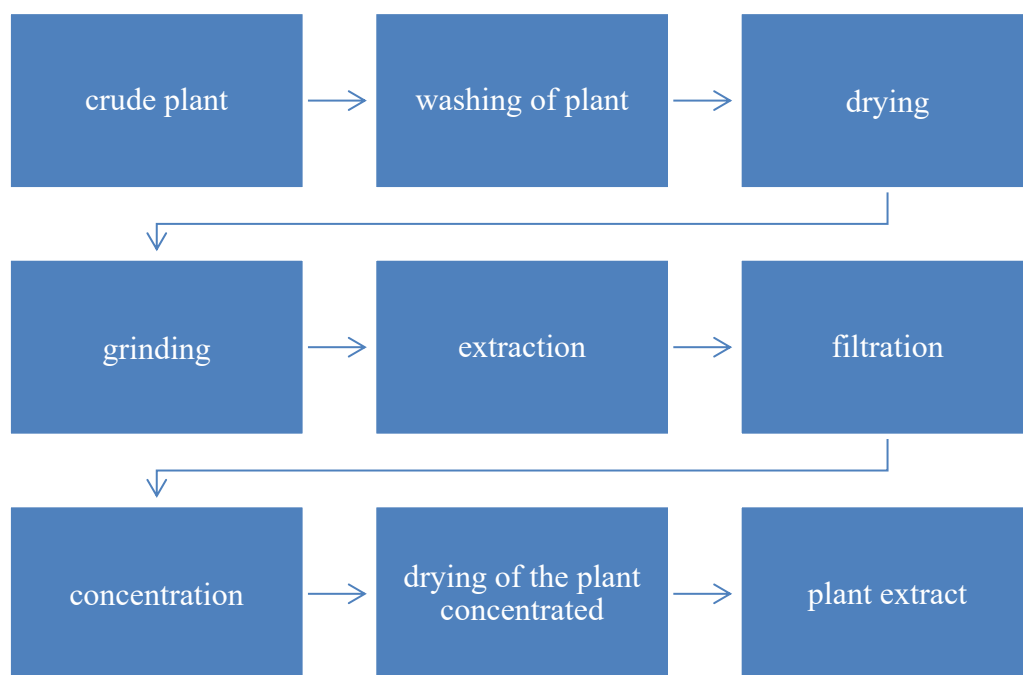 crude plant
washing of plant
drying
grinding
extraction
filtration
concentration
drying of the plant
concentrated
plant extract